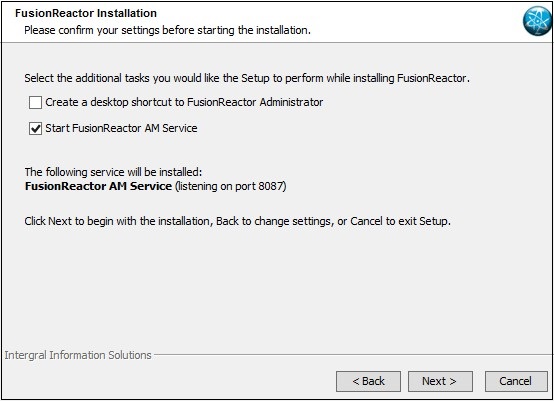 FusionReactor Installation
Please confirm your settings before starting the installation.
Select the additional tasks you would like the Setup to perform while installing FusionReactor.
Create a desktop shortcut to FusionReactor Administrator
Start FusionReactor AM Service
The following service will be installed:
FusionReactor AM Service (listening on port 8087)
Click Next to begin with the installation, Back to change settings, or Cancel to exit Setup.
Intergral Information Solutions
< Back Next > Cancel